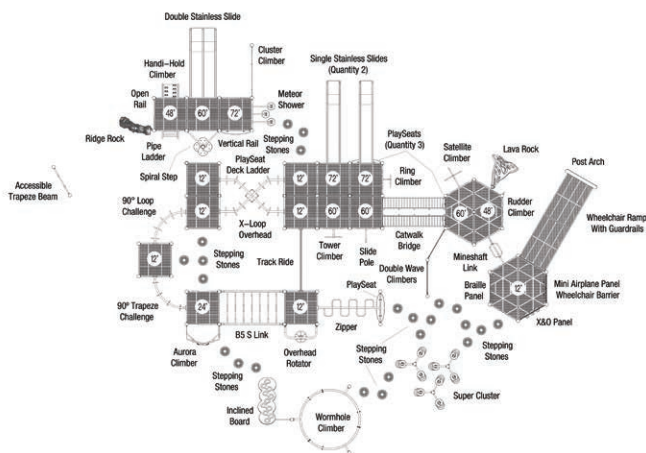 Double Stainless Slide
Handi-Hold
Climber
Cluster
Climber
Single Stainless Slides
(Quantity 2)
Open
Rail
48"
60"
72"
Meteor
Shower
Ridge Rock
Pipe
Ladder
Vertical Rail
Stepping
Stones
PlaySeats
(Quantity 3)
Satellite
Climber
Lava Rock
Post Arch
Spiral Step
PlaySeat
Deck Ladder
Accessible
Trapeze Beam
90° Loop
Challenge
12"
12"
12"
72"
72"
Ring
Climber
60"
48"
Rudder
Climber
Wheelchair Ramp
With Guardrails
12"
12"
60"
60"
X-Loop
Overhead
Tower
Climber
Slide
Pole
Catwalk
Bridge
Mineshaft
Link
12"
Stepping
Stones
Track Ride
Double Wave
Climbers
Braille
Panel
12"
Mini Airplane Panel
Wheelchair Barrier
PlaySeat
90° Trapeze
Challenge
24"
12"
X&O Panel
B5 S Link
Zipper
Aurora
Climber
Overhead
Rotator
Stepping
Stones
Stepping
Stones
Stepping
Stones
Super Cluster
Inclined
Board
Wormhole
Climber